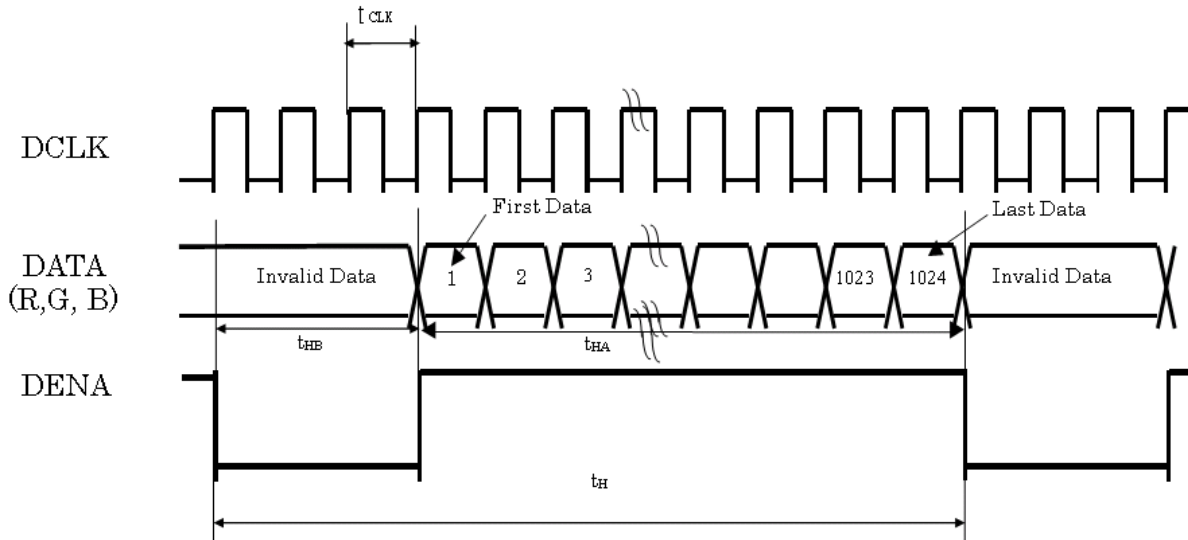 t CLK
DCLK
First Data
Last Data
DATA
(R,G, B)
Invalid Data
1
2
3
1023
1024
Invalid Data
tHB
tHA
DENA
tH